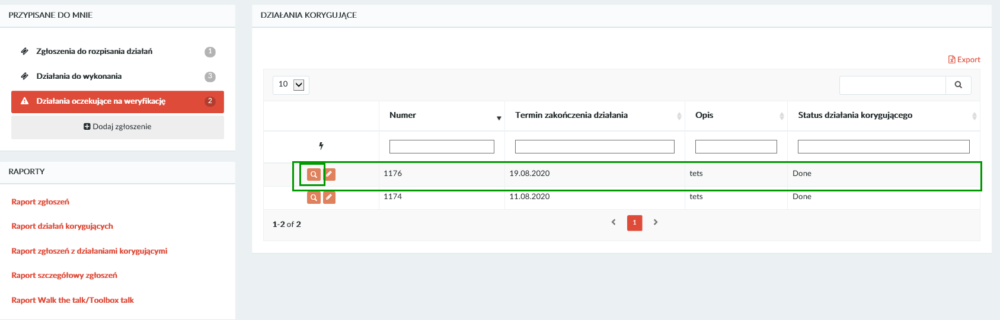 PRZYPISANE DO MNIE
Zgłoszenia do rozpisania działań 1
Działania do wykonania 3
Działania oczekujące na weryfikację 2
Dodaj zgłoszenie
RAPORTY
Raport zgłoszeń
Raport działań korygujących
Raport zgłoszeń z działaniami korygującymi
Raport szczegółowy zgłoszeń
Raport Walk the talk/Toolbox talk
DZIAŁANIA KORYGUJĄCE
Export
10
Numer Termin zakończenia działania Opis Status działania korygującego
1176 19.08.2020 tets Done
1174 11.08.2020 tets Done
1-2 of 2 1